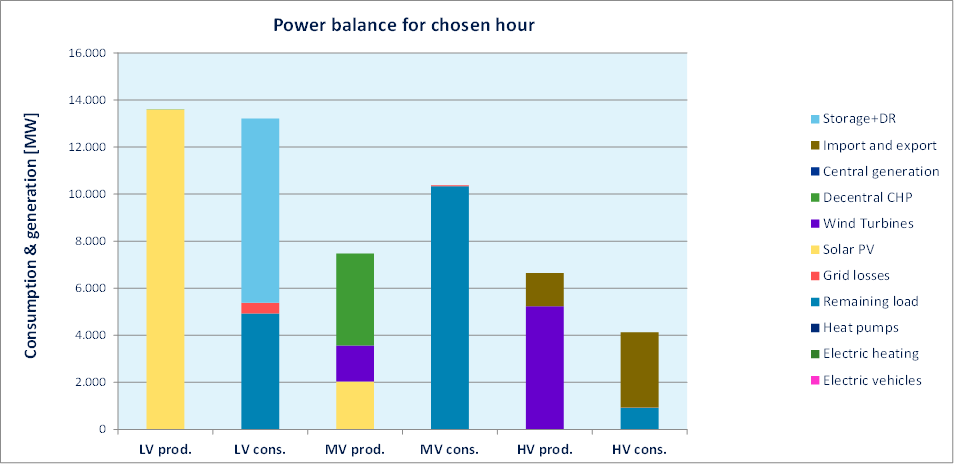 Power balance for chosen hour
Consumption & generation [MW]
16.000
14.000
12.000
10.000
8.000
6.000
4.000
2.000
0
LV prod.
LV cons.
MV prod.
MV cons.
HV prod.
HV cons.
Storage+DR
Import and export
Central generation
Decentral CHP
Wind Turbines
Solar PV
Grid losses
Remaining load
Heat pumps
Electric heating
Electric vehicles